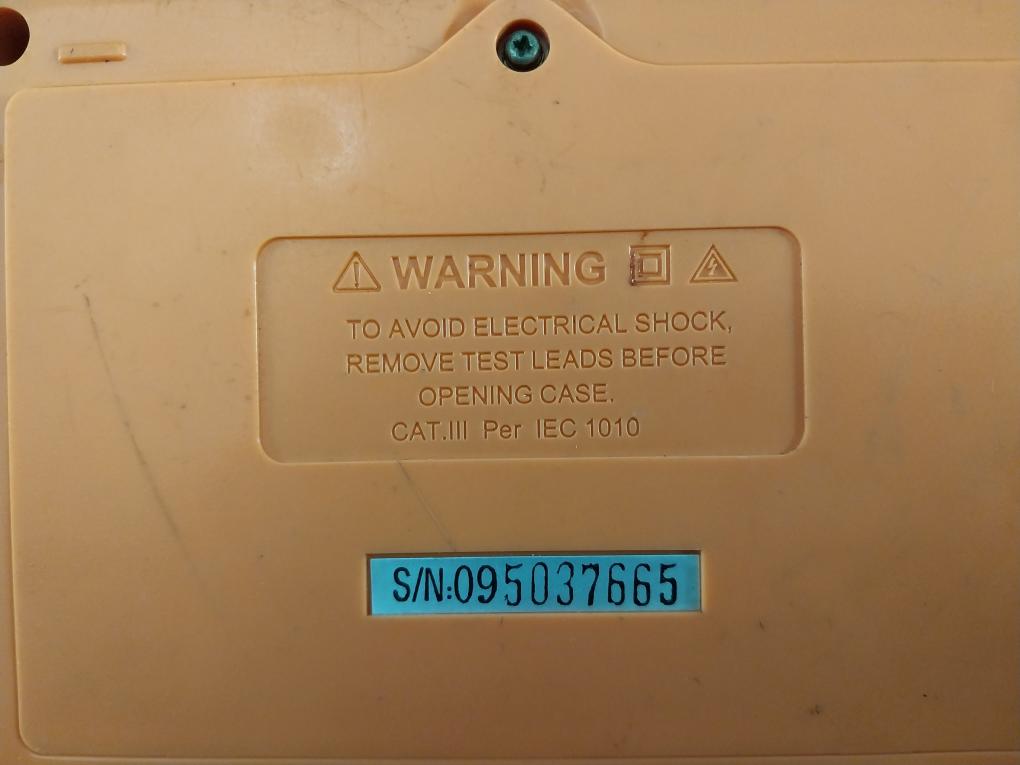 WARNING
TO AVOID ELECTRICAL SHOCK,
REMOVE TEST LEADS BEFORE
OPENING CASE.
CAT.III Per IEC 1010
S/N:095037665